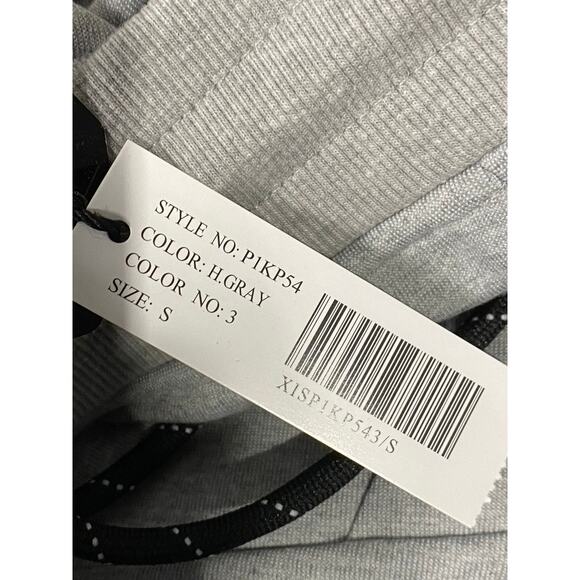 STYLE NO: P1KP54
COLOR: H.GRAY
COLOR NO: 3
SIZE: S
X1SP1KP543/S